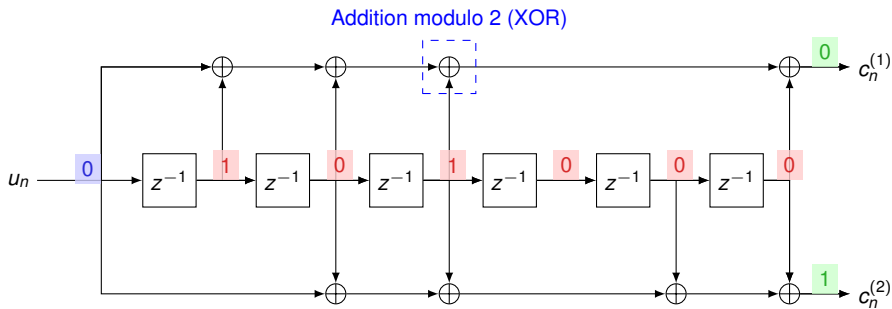 Addition modulo 2 (XOR)
0
c_n^{(1)}
u_n 0 z^{-1} 1 z^{-1} 0 z^{-1} 1 z^{-1} 0 z^{-1} 0 z^{-1} 0
1
c_n^{(2)}